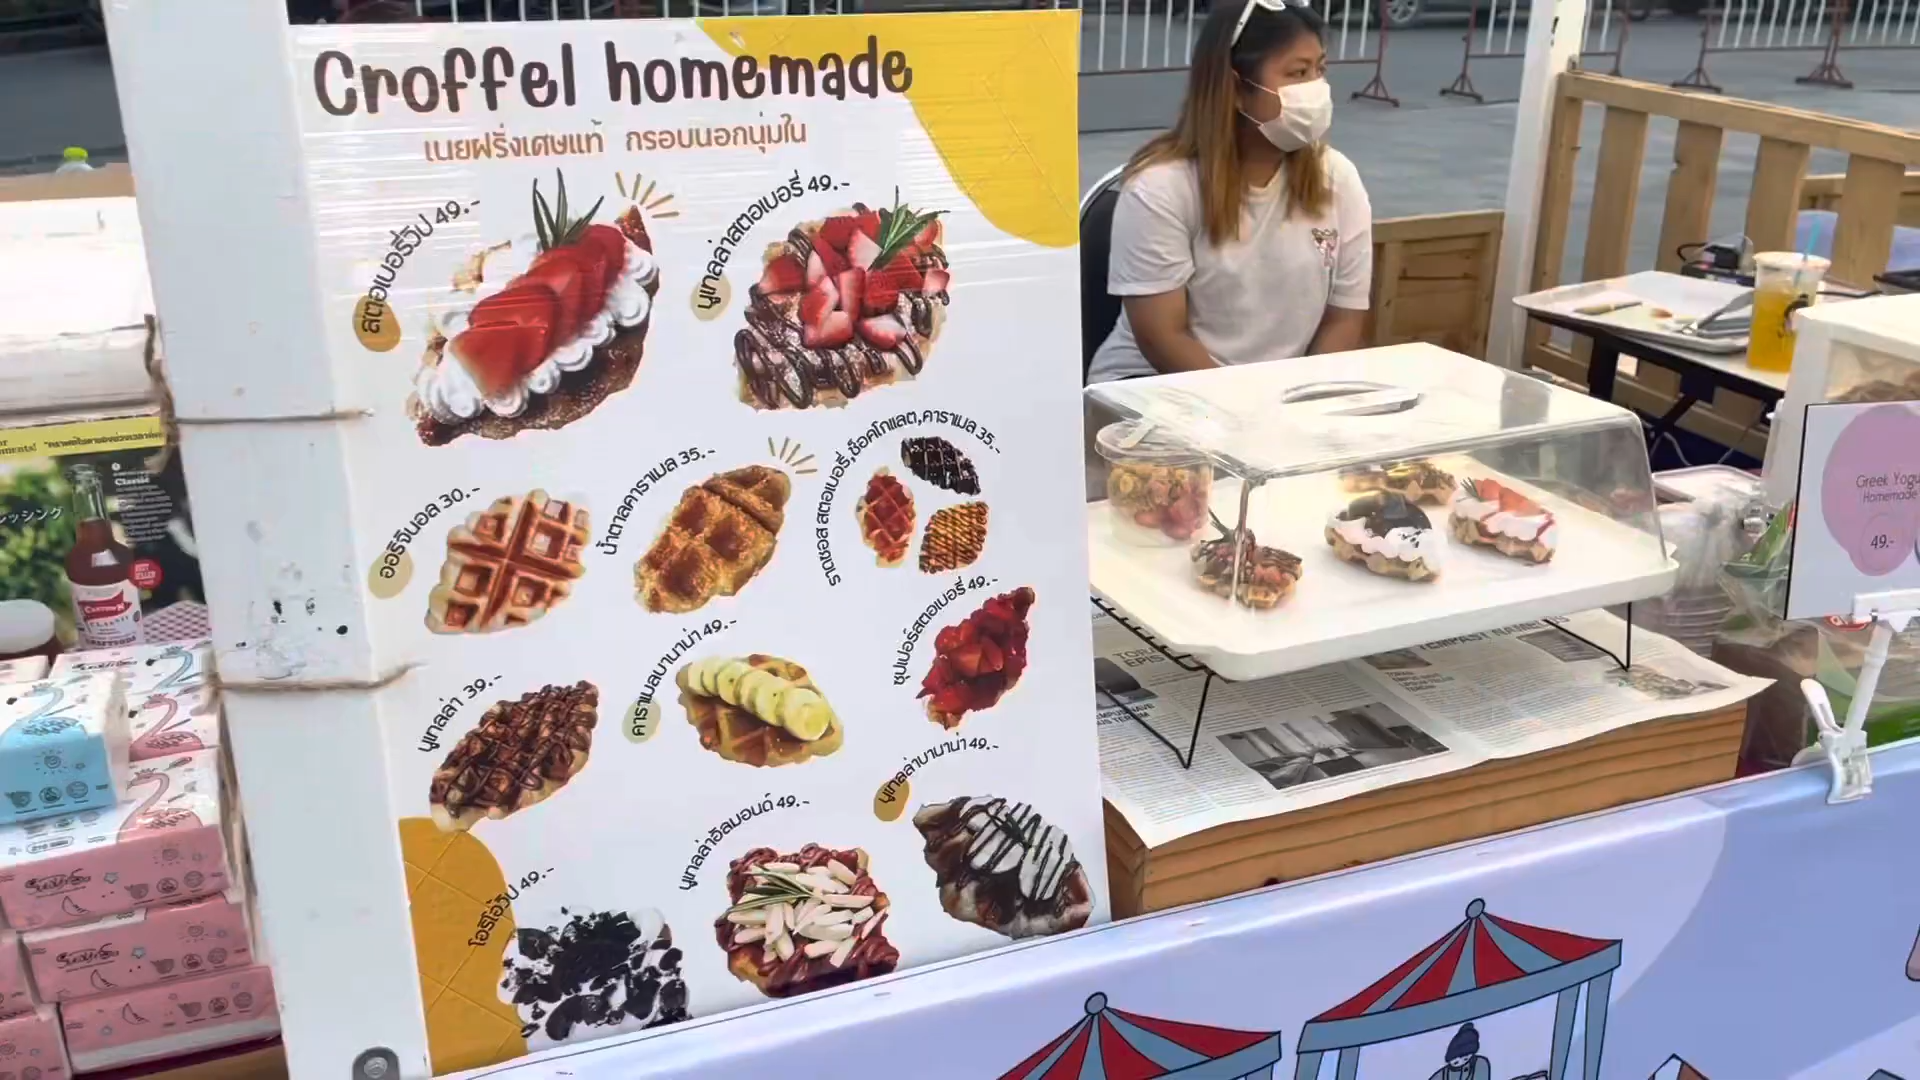 Croffel homemade
เนยฝรั่งเศษแท้ กรอบนอกนุ่มใน
สตอเบอรี่วิป 49.-
นูเทลล่าสตอเบอรี่ 49.-
ออริจินอล 30.-
น้ำตาลคาราเมล 35.-
ราดซอส สตอเบอรี่,ช็อคโกแลต,คาราเมล 35.-
นูเทลล่า 39.-
คาราเมลบานาน่า 49.-
ซุปเปอร์สตอเบอรี่ 49.-
โอริโอ้วิป 49.-
นูเทลล่าอัลมอนด์ 49.-
นูเทลล่าบานาน่า 49.-
Greek Yogu
Homemade
49.-
Classic
レッシング
CLASSIC